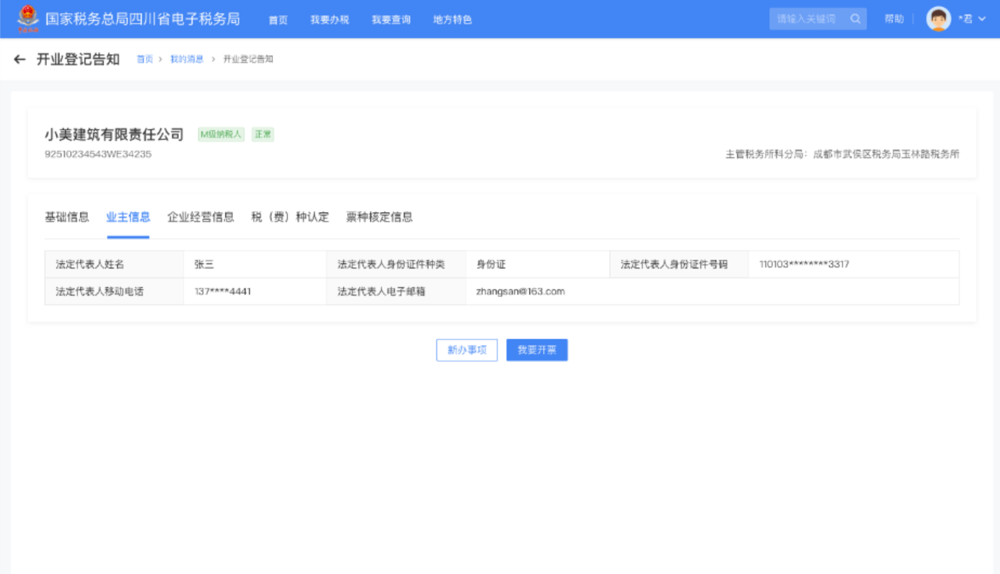 国家税务总局四川省电子税务局 首页 我要办税 我要查询 地方特色 请输入关键词 帮助 *君
开业登记告知 首页 > 我的消息 > 开业登记告知
小美建筑有限责任公司 M级纳税人 正常
92510234543WE34235 主管税务所科分局：成都市武侯区税务局玉林路税务所
基础信息 业主信息 企业经营信息 税（费）种认定 票种核定信息
法定代表人姓名 张三 法定代表人身份证件种类 身份证 法定代表人身份证件号码 110103********3317
法定代表人移动电话 137****4441 法定代表人电子邮箱 zhangsan@163.com
新办事项 我要开票